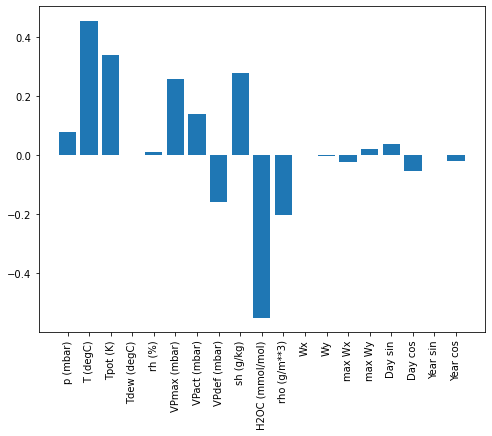 0.4
0.2
0.0
−0.2
−0.4
p (mbar)
T (degC)
Tpot (K)
Tdew (degC)
rh (%)
VPmax (mbar)
VPact (mbar)
VPdef (mbar)
sh (g/kg)
H2OC (mmol/mol)
rho (g/m**3)
Wx
Wy
max Wx
max Wy
Day sin
Day cos
Year sin
Year cos